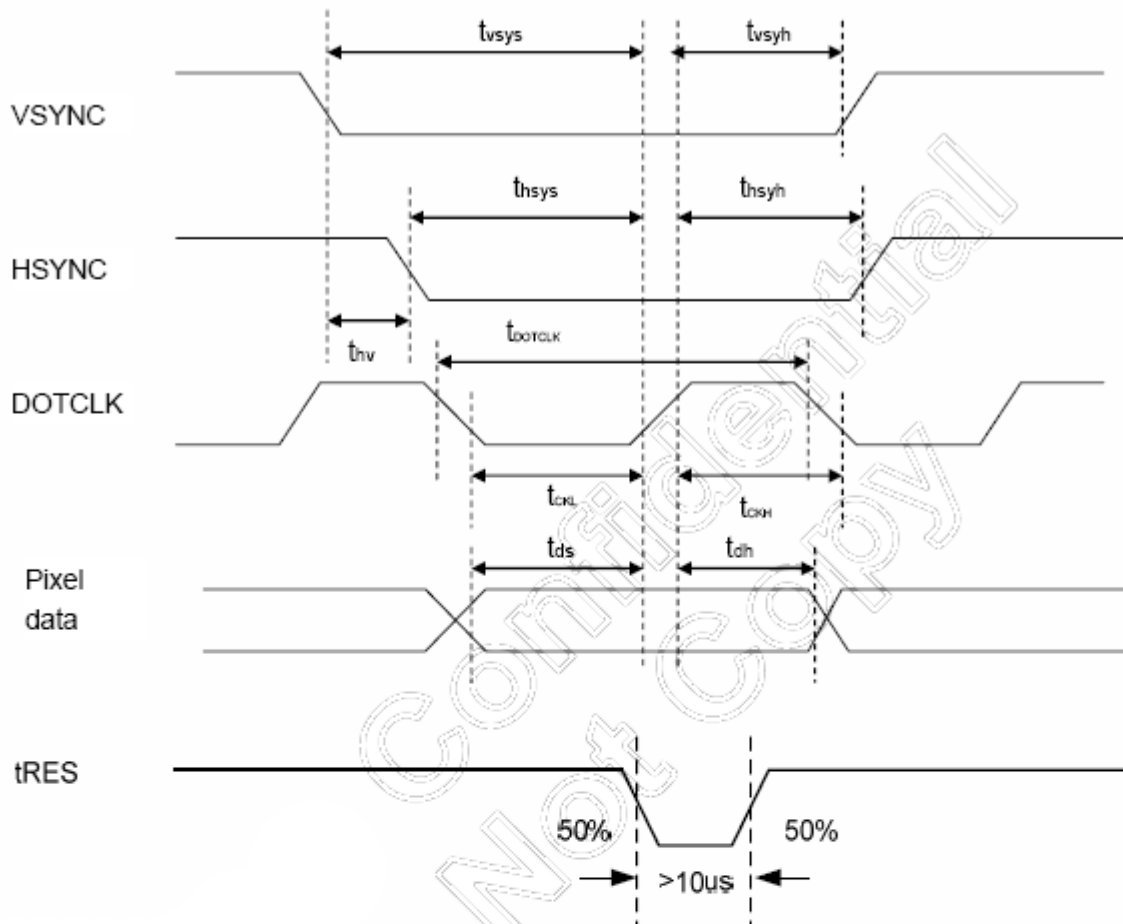 tvsys
tvsyh
VSYNC
thsys
thsyh
HSYNC
thv
tDOTCLK
DOTCLK
tCKL
tCKH
tds
tdh
Pixel
data
tRES
50%
50%
>10us
Confidential
Not Copy